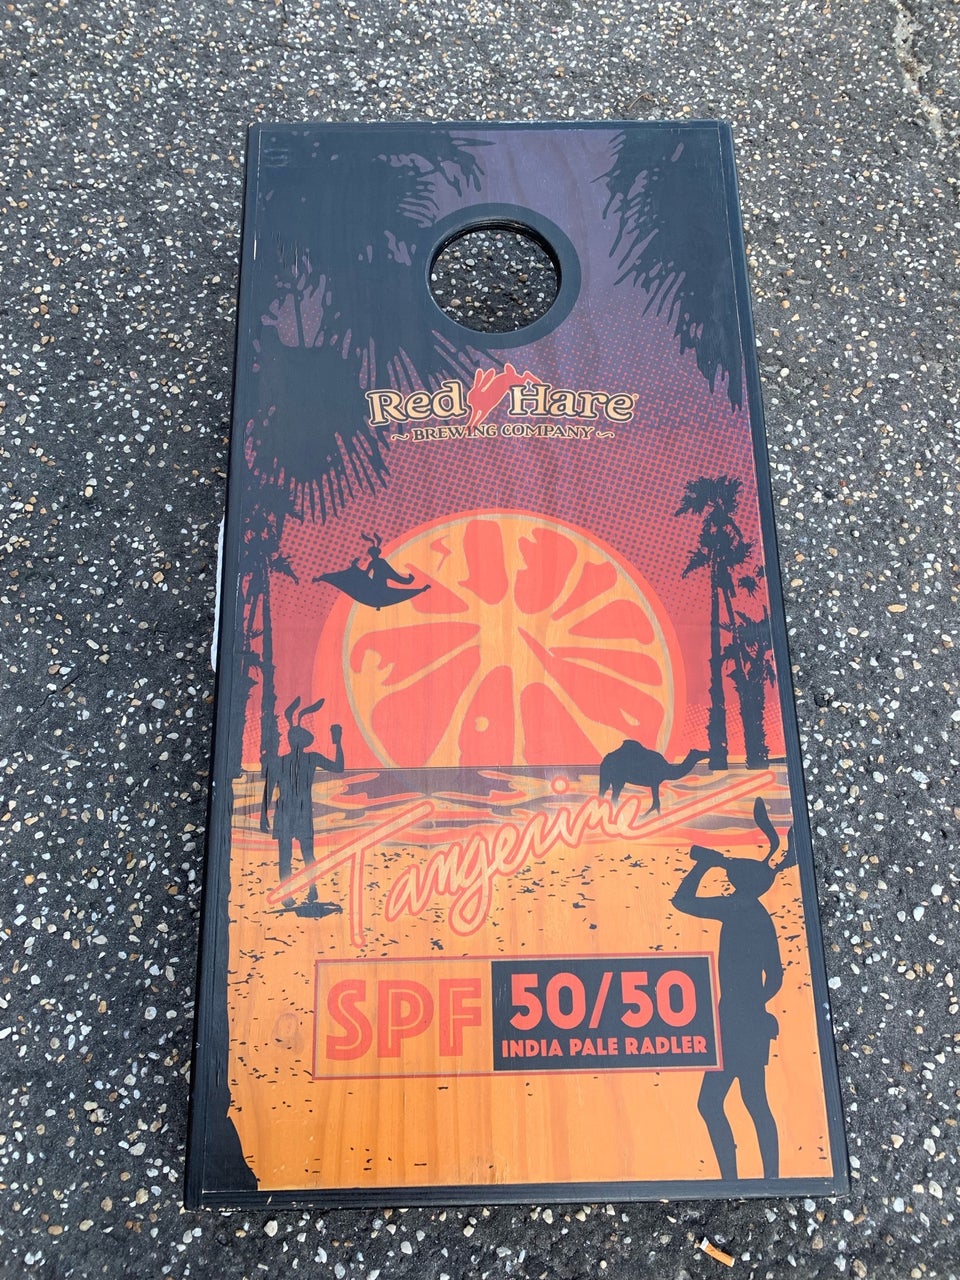 Red Hare®
~ BREWING COMPANY ~
Tangerine
SPF 50/50
INDIA PALE RADLER